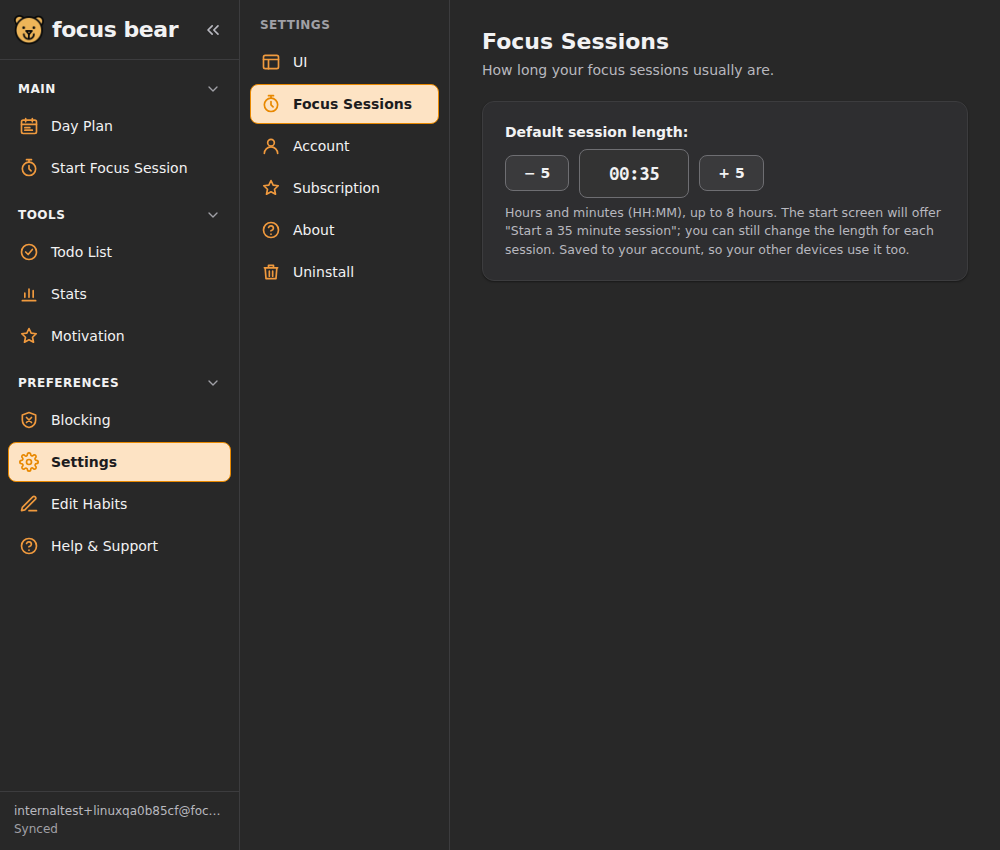 focus bear
MAIN
Day Plan
Start Focus Session
TOOLS
Todo List
Stats
Motivation
PREFERENCES
Blocking
Settings
Edit Habits
Help & Support
internaltest+linuxqa0b85cf@foc...
Synced
SETTINGS
UI
Focus Sessions
Account
Subscription
About
Uninstall
Focus Sessions
How long your focus sessions usually are.
Default session length:
− 5
00:35
+ 5
Hours and minutes (HH:MM), up to 8 hours. The start screen will offer
"Start a 35 minute session"; you can still change the length for each
session. Saved to your account, so your other devices use it too.